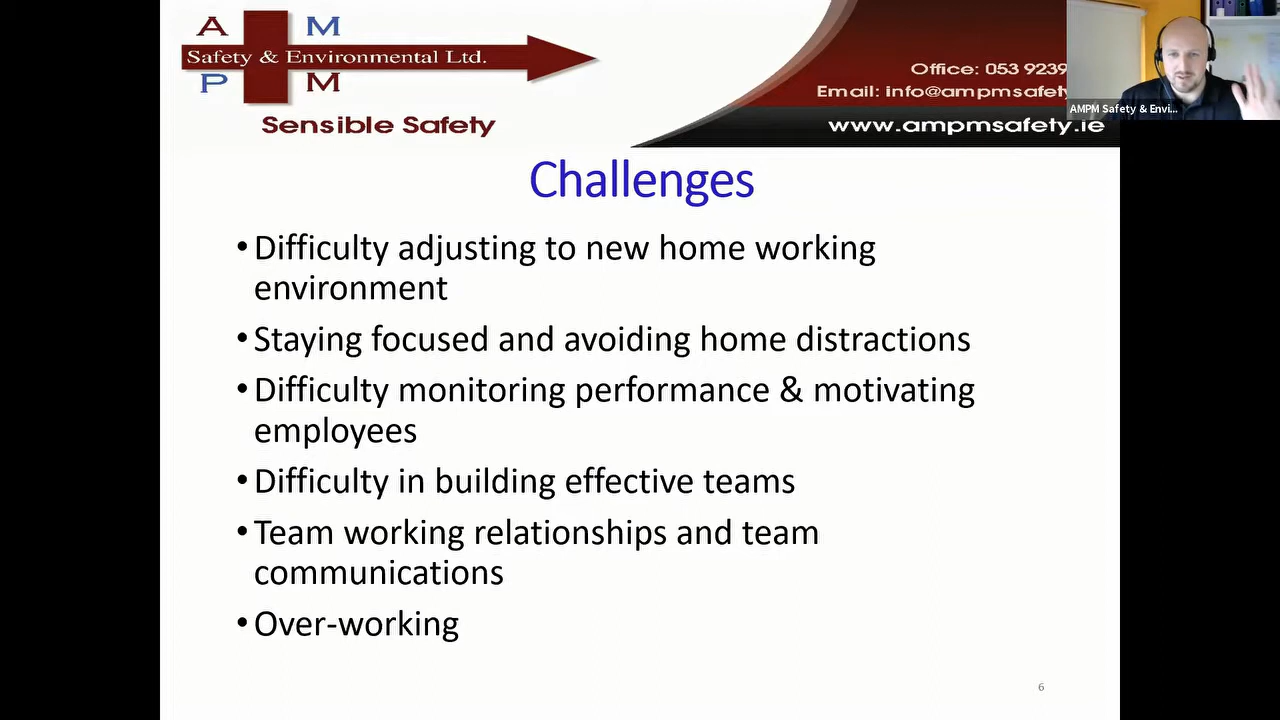 A M
Safety & Environmental Ltd.
P M
Sensible Safety
Office: 053 9239
Email: info@ampmsafety
www.ampmsafety.ie
AMPM Safety & Envi...
Challenges
• Difficulty adjusting to new home working
environment
• Staying focused and avoiding home distractions
• Difficulty monitoring performance & motivating
employees
• Difficulty in building effective teams
• Team working relationships and team
communications
• Over-working
6